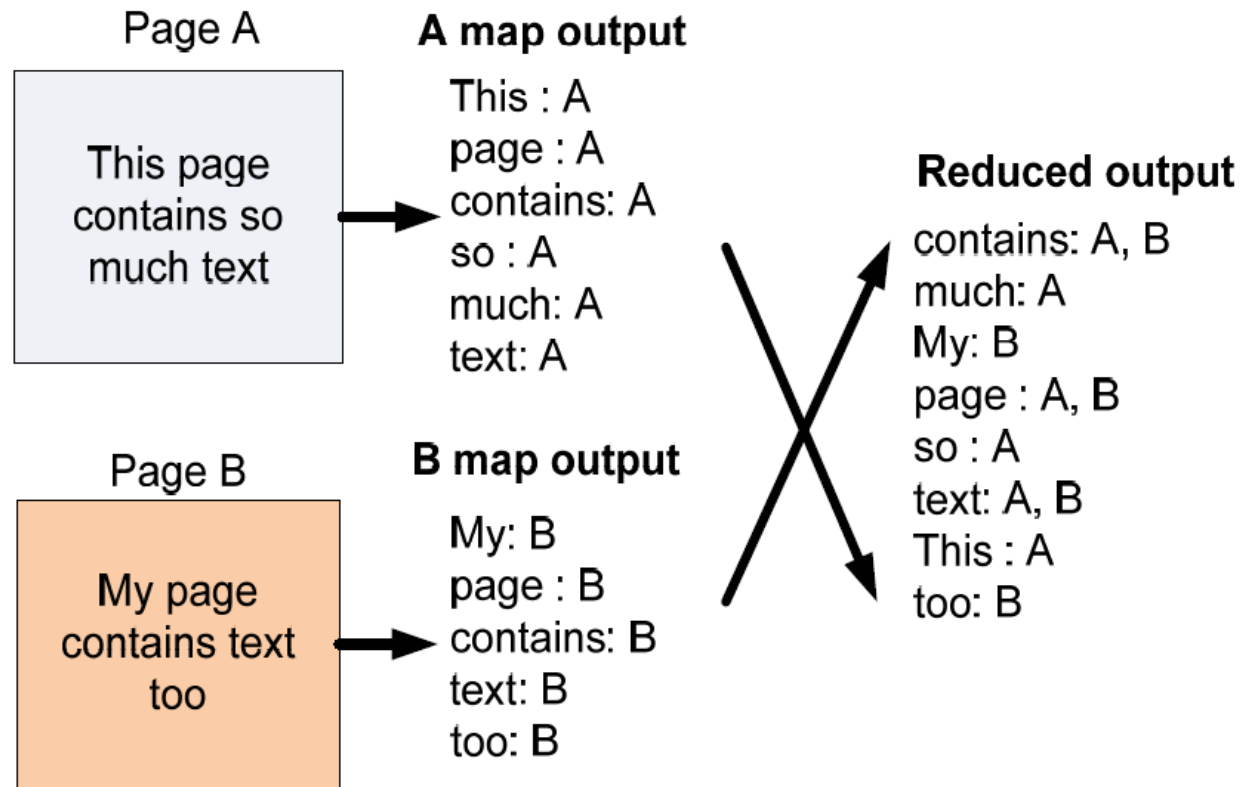 Page A
This page
contains so
much text
A map output
This : A
page : A
contains: A
so : A
much: A
text: A
Page B
My page
contains text
too
B map output
My: B
page : B
contains: B
text: B
too: B
Reduced output
contains: A, B
much: A
My: B
page : A, B
so : A
text: A, B
This : A
too: B